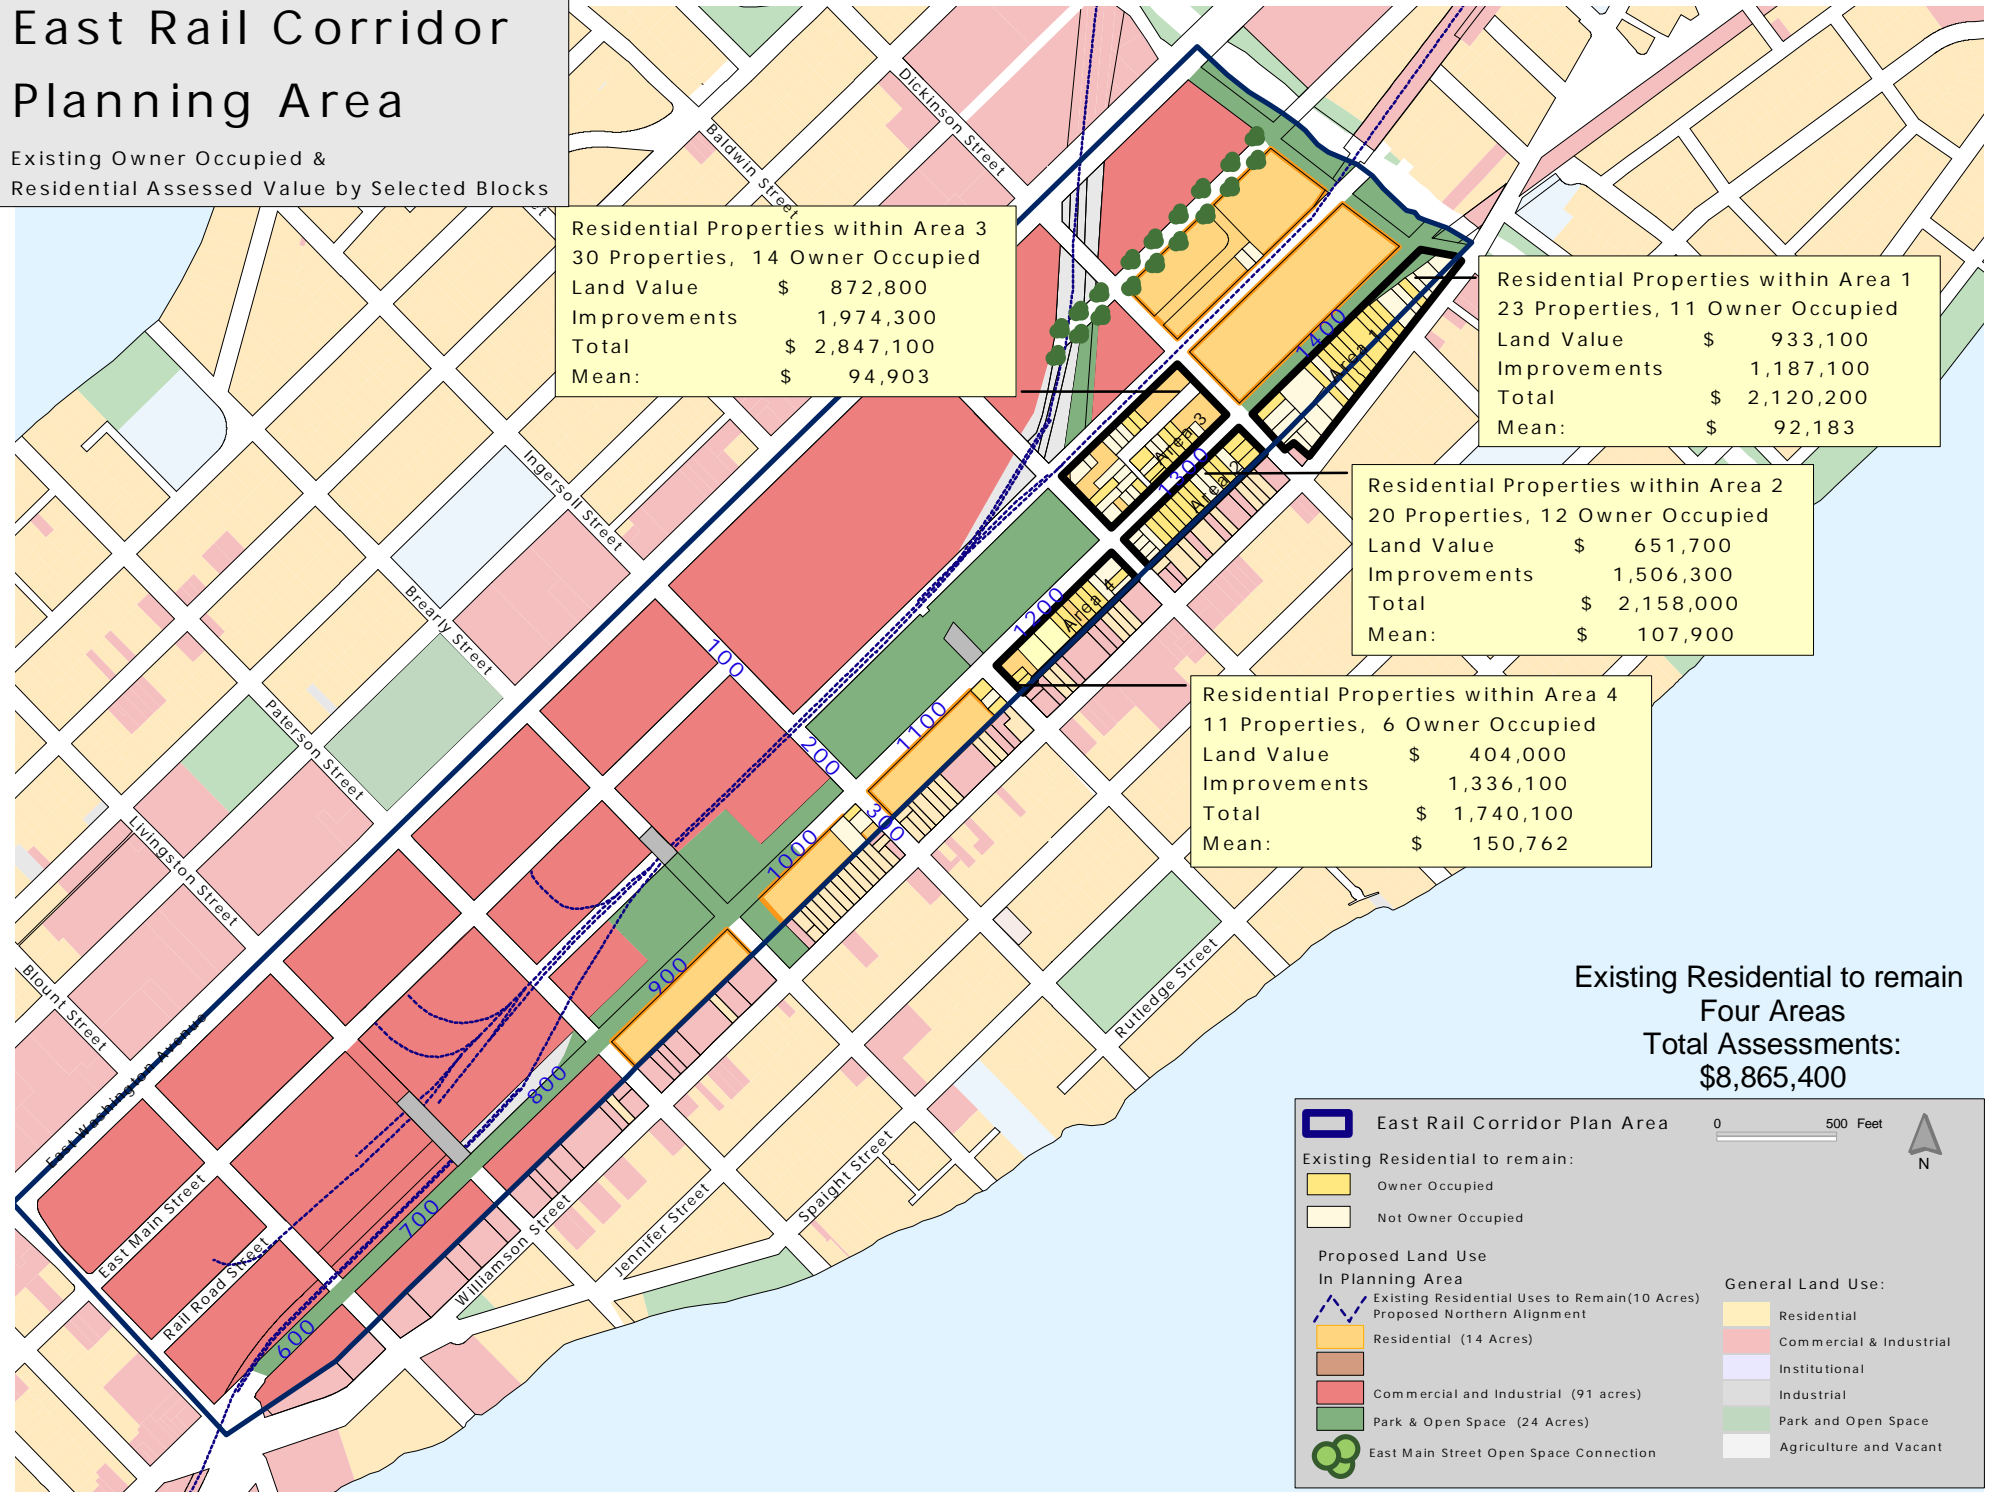 East Rail Corridor
Planning Area
Existing Owner Occupied &
Residential Assessed Value by Selected Blocks
Dickinson Street
Baldwin Street
Residential Properties within Area 3
30 Properties, 14 Owner Occupied
Land Value $ 872,800
Improvements 1,974,300
Total $ 2,847,100
Mean: $ 94,903
Residential Properties within Area 1
23 Properties, 11 Owner Occupied
Land Value $ 933,100
Improvements 1,187,100
Total $ 2,120,200
Mean: $ 92,183
Residential Properties within Area 2
20 Properties, 12 Owner Occupied
Land Value $ 651,700
Improvements 1,506,300
Total $ 2,158,000
Mean: $ 107,900
Residential Properties within Area 4
11 Properties, 6 Owner Occupied
Land Value $ 404,000
Improvements 1,336,100
Total $ 1,740,100
Mean: $ 150,762
1400
Area 1
Area 3
1300
Area 2
1200
Area 4
1100
300
1000
900
800
700
600
100
200
Ingersoll Street
Brearly Street
Paterson Street
Livingston Street
Blount Street
East Washington Avenue
East Main Street
Rail Road Street
Williamson Street
Jennifer Street
Spaight Street
Rutledge Street
Existing Residential to remain
Four Areas
Total Assessments:
$8,865,400
East Rail Corridor Plan Area
0 500 Feet
N
Existing Residential to remain:
Owner Occupied
Not Owner Occupied
Proposed Land Use
In Planning Area
Existing Residential Uses to Remain(10 Acres)
Proposed Northern Alignment
Residential (14 Acres)
Commercial and Industrial (91 acres)
Park & Open Space (24 Acres)
East Main Street Open Space Connection
General Land Use:
Residential
Commercial & Industrial
Institutional
Industrial
Park and Open Space
Agriculture and Vacant